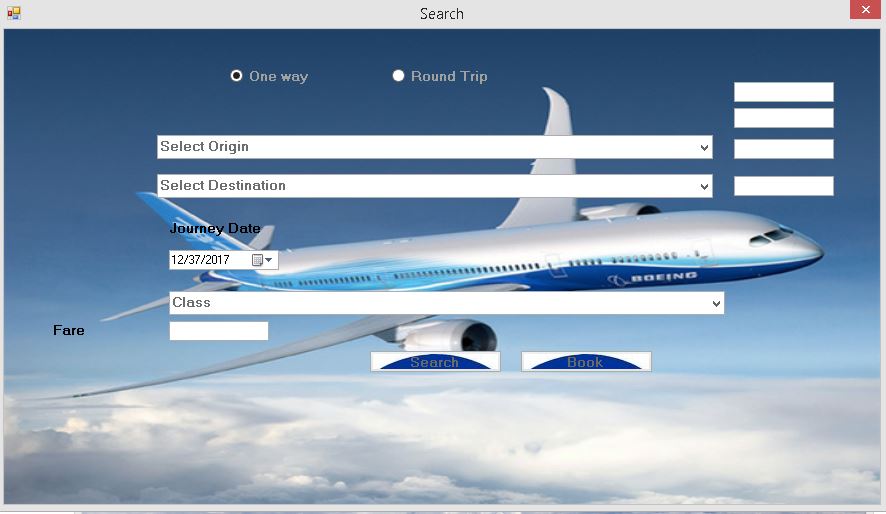 Search
One way
Round Trip
Select Origin
Select Destination
Journey Date
12/37/2017
BOEING
Class
Fare
Search
Book